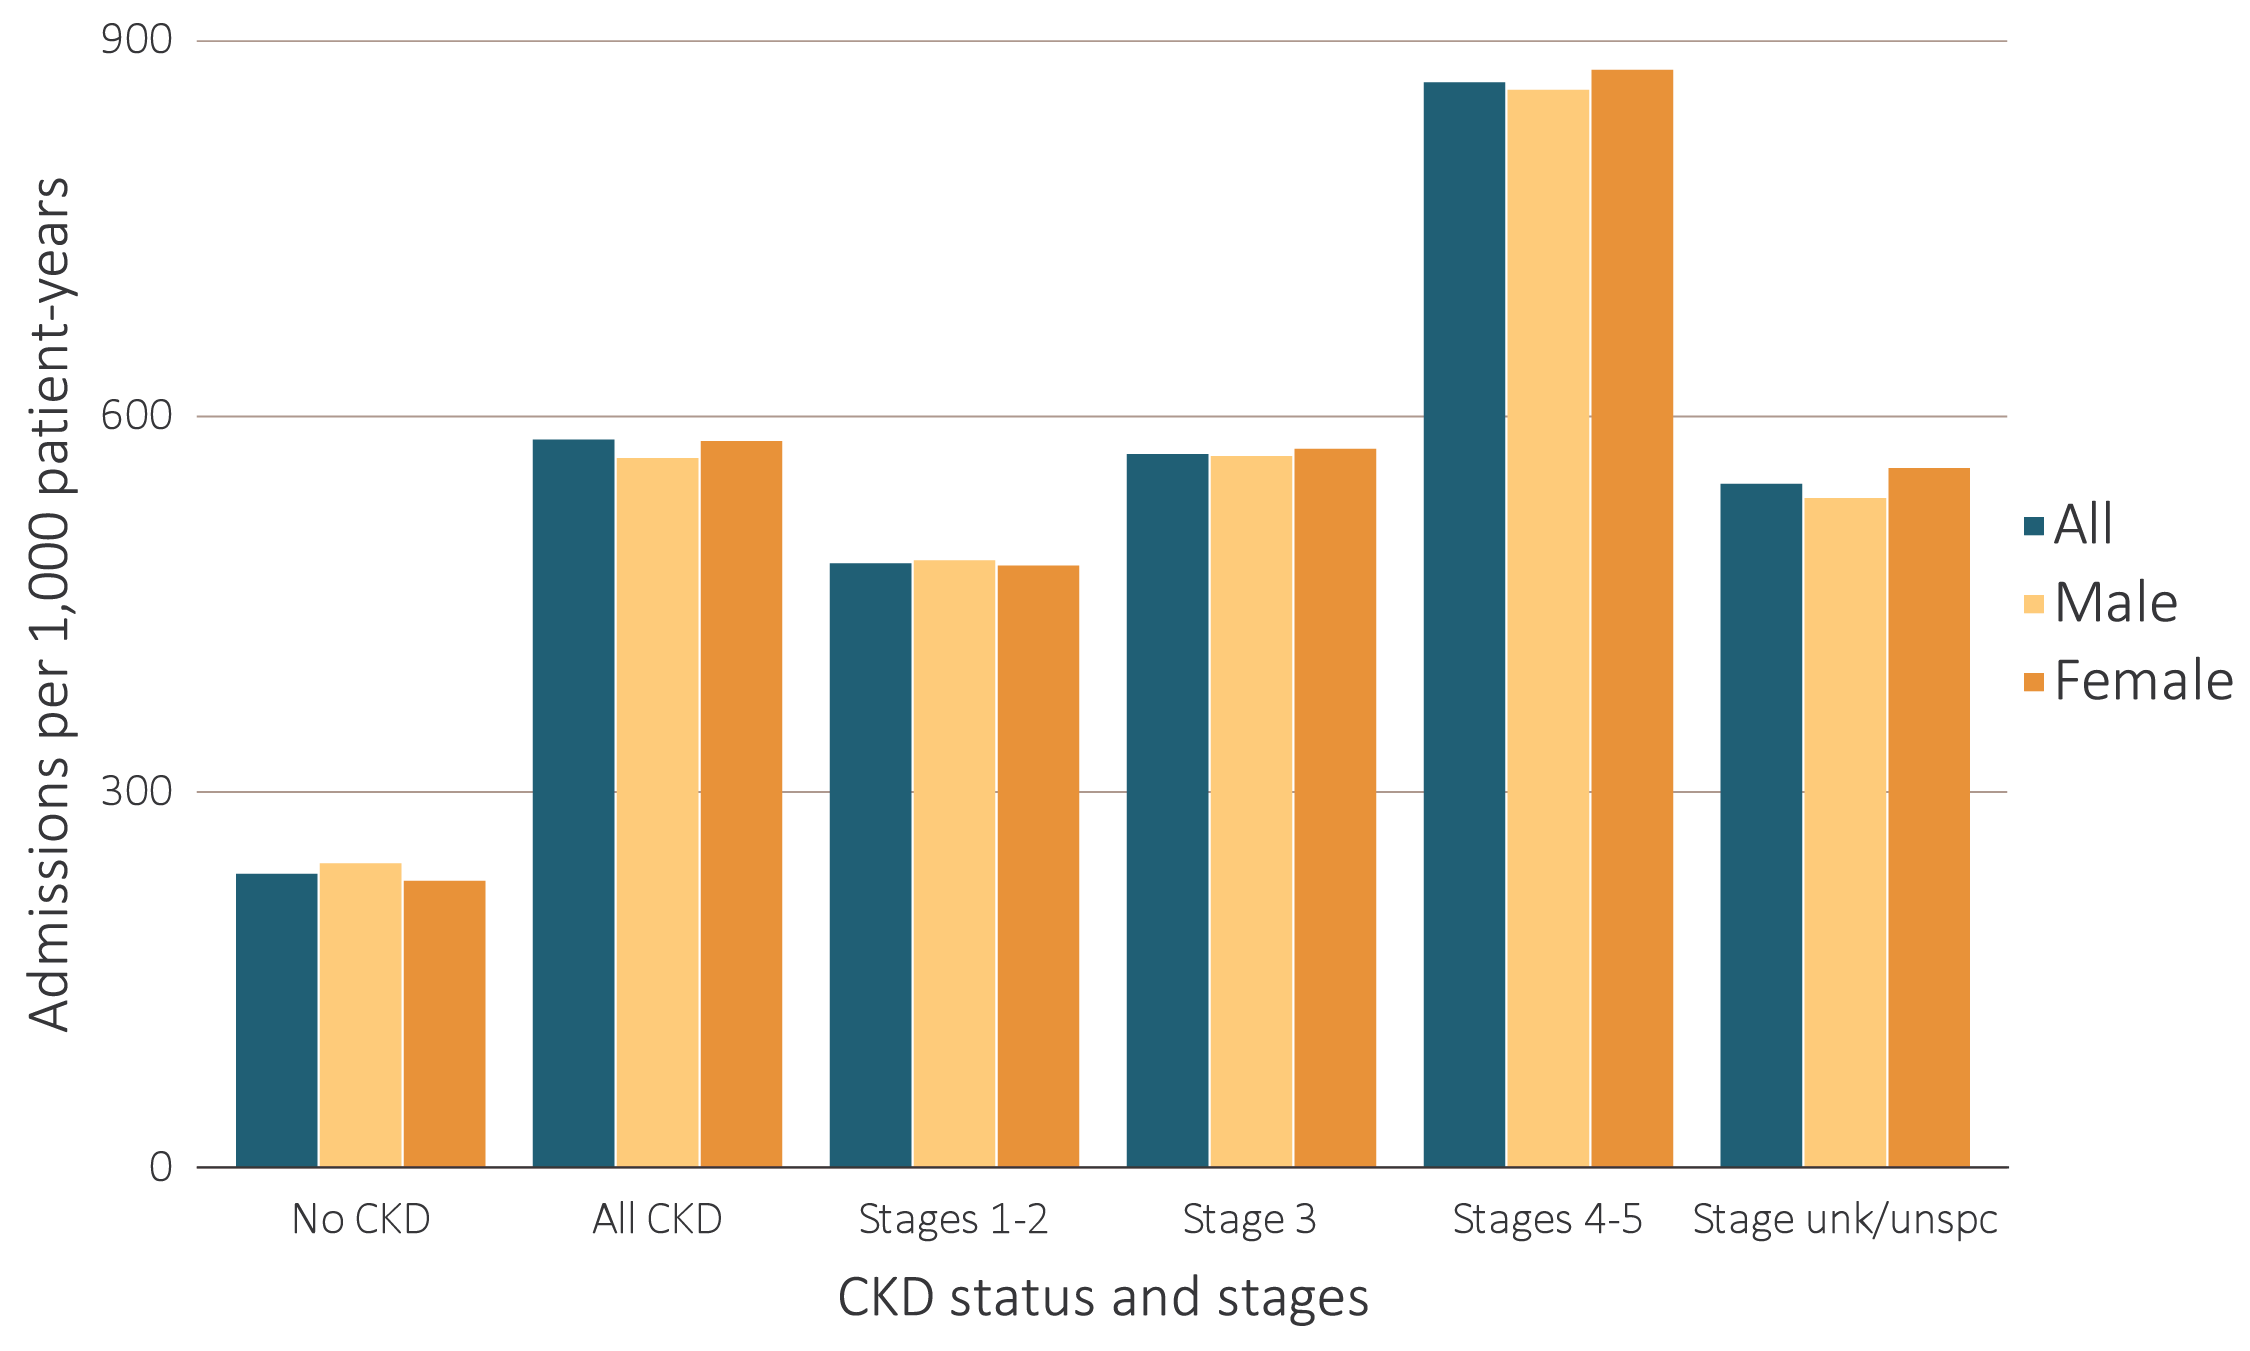 Admissions per 1,000 patient-years
900
600
300
0
No CKD
All CKD
Stages 1-2
Stage 3
Stages 4-5
Stage unk/unspc
CKD status and stages
All
Male
Female